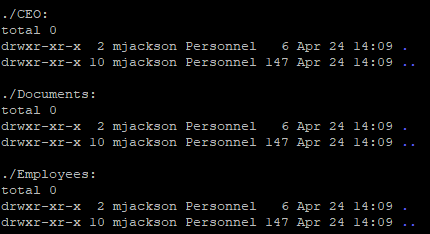 ./CEO:
total 0
drwxr-xr-x  2 mjackson Personnel   6 Apr 24 14:09 .
drwxr-xr-x 10 mjackson Personnel 147 Apr 24 14:09 ..

./Documents:
total 0
drwxr-xr-x  2 mjackson Personnel   6 Apr 24 14:09 .
drwxr-xr-x 10 mjackson Personnel 147 Apr 24 14:09 ..

./Employees:
total 0
drwxr-xr-x  2 mjackson Personnel   6 Apr 24 14:09 .
drwxr-xr-x 10 mjackson Personnel 147 Apr 24 14:09 ..